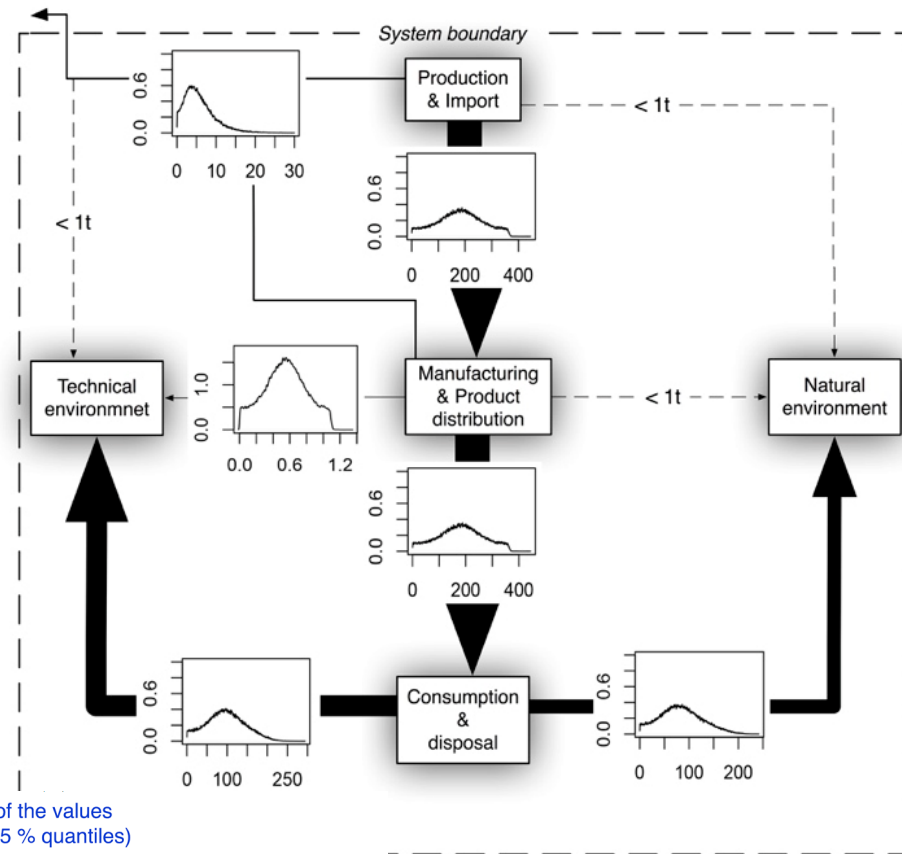 System boundary
Production
& Import
0.0 0.6
0 10 20 30
< 1t
< 1t
0.0 0.6
0 200 400
Technical
environmnet
0.0 1.0
0.0 0.6 1.2
Manufacturing
& Product
distribution
< 1t
Natural
environment
0.0 0.6
0 200 400
0.0 0.6
0 100 250
Consumption
&
disposal
0.0 0.6
0 100 200
of the values
5 % quantiles)